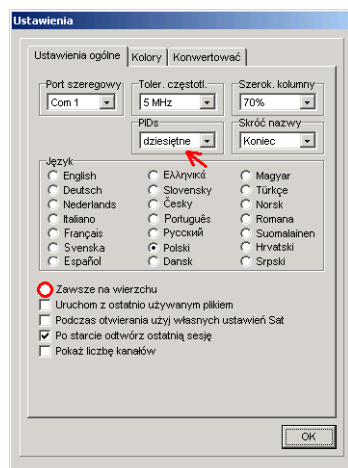 Ustawienia
Ustawienia ogólne Kolory Konwertować
Port szeregowy Toler. częstotl. Szerok. kolumny
Com 1 5 MHz 70%
PIDs Skróć nazwy
dziesiętne Koniec
Język
English Ελληνικά Magyar
Deutsch Slovensky Türkçe
Nederlands Česky Norsk
Italiano Português Romana
Français Русский Suomalainen
Svenska Polski Hrvatski
Español Dansk Srpski
Zawsze na wierzchu
Uruchom z ostatnio używanym plikiem
Podczas otwierania użyj własnych ustawień Sat
Po starcie odtwórz ostatnią sesję
Pokaż liczbę kanałów
OK